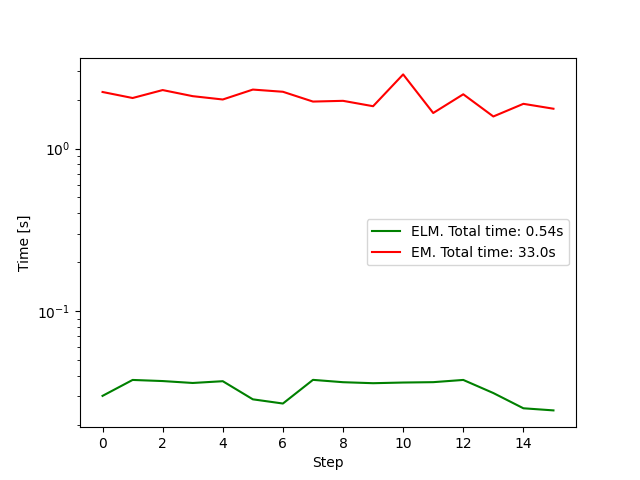 10⁰
10⁻¹
Time [s]
ELM. Total time: 0.54s
EM. Total time: 33.0s
0 2 4 6 8 10 12 14
Step